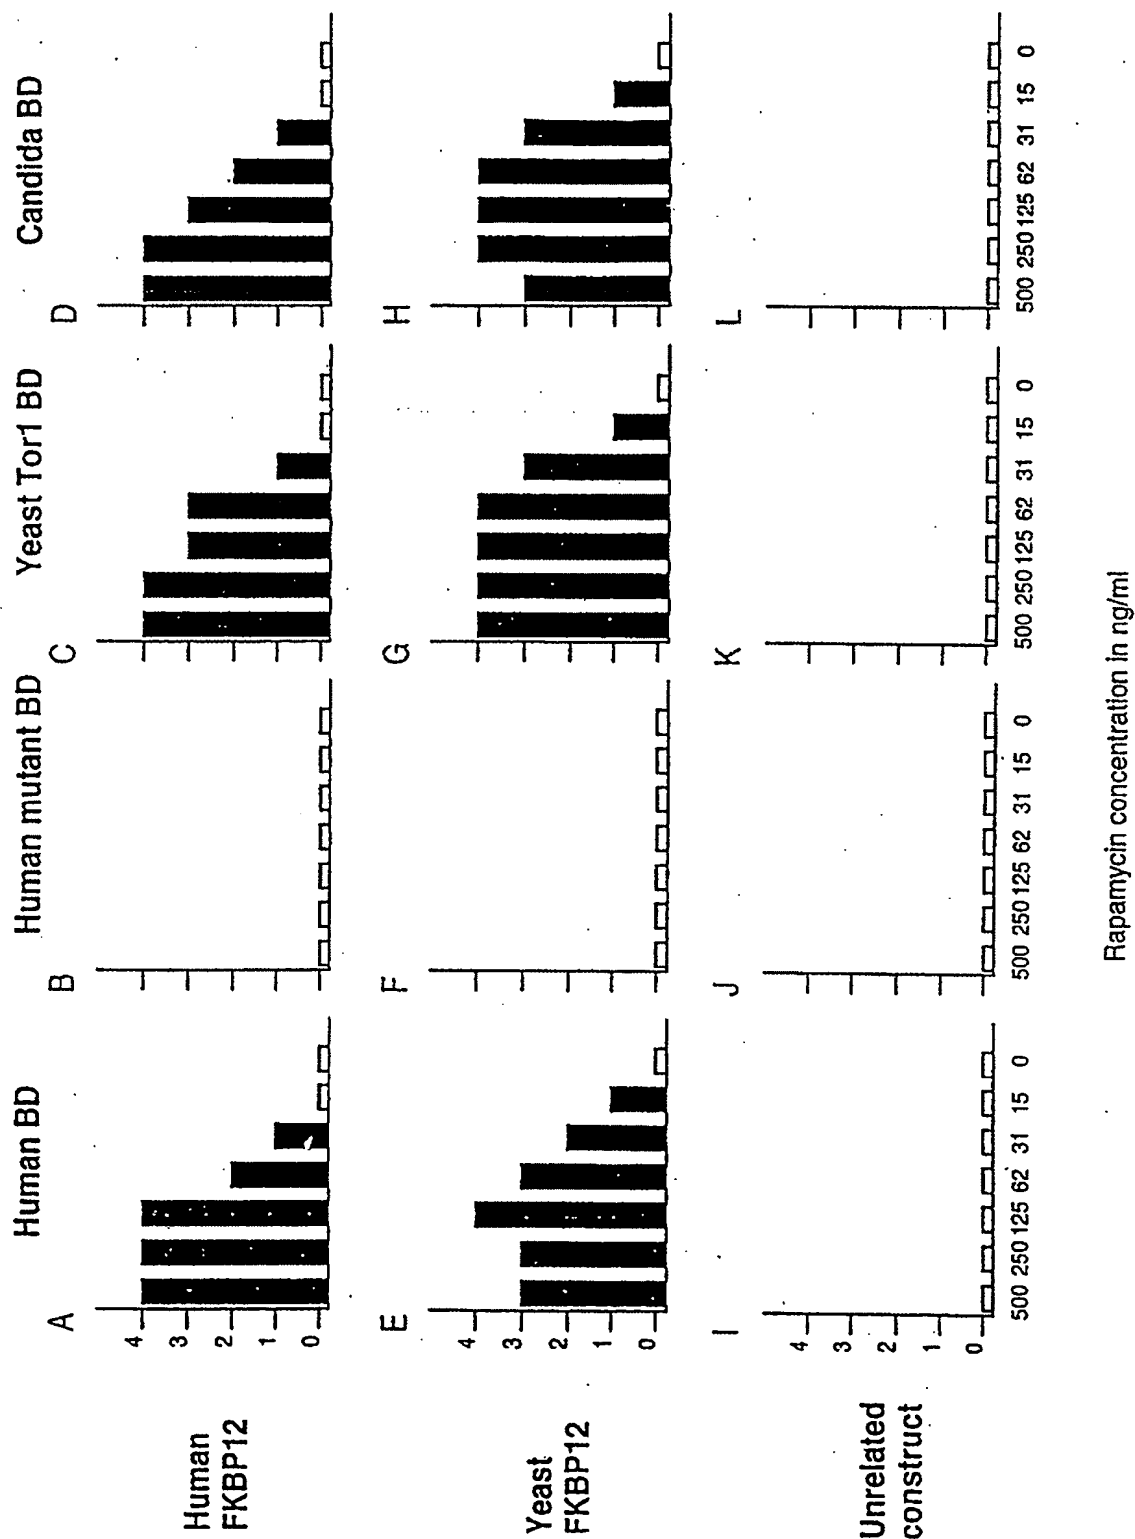 Human BD
Human mutant BD
Yeast Tor1 BD
Candida BD
Human
FKBP12
A
B
C
D
4
3
2
1
0
Yeast
FKBP12
E
F
G
H
4
3
2
1
0
Unrelated
construct
I
J
K
L
4
3
2
1
0
500 250 125 62 31 15 0
500 250 125 62 31 15 0
500 250 125 62 31 15 0
500 250 125 62 31 15 0
Rapamycin concentration in ng/ml